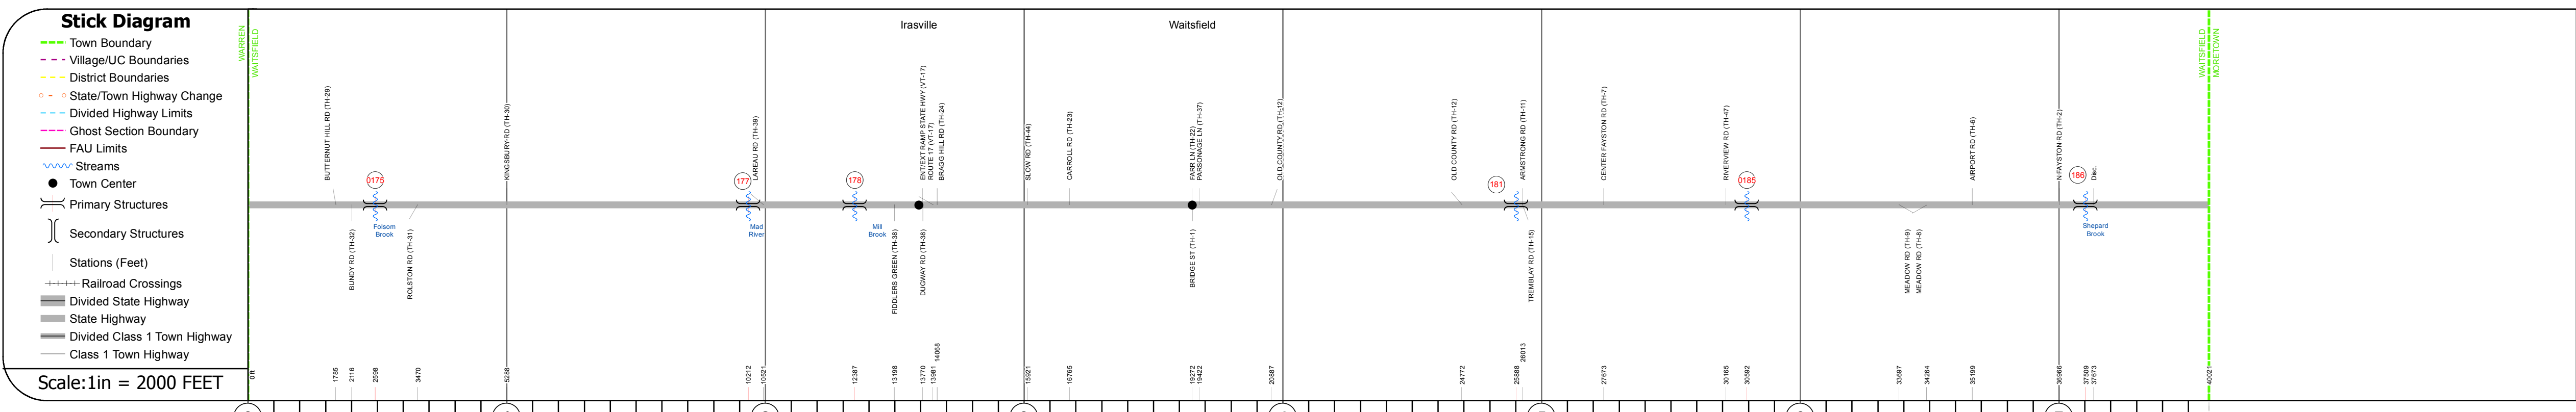 Stick Diagram
Town Boundary
Village/UC Boundaries
District Boundaries
State/Town Highway Change
Divided Highway Limits
Ghost Section Boundary
FAU Limits
Streams
Town Center
Primary Structures
Secondary Structures
Stations (Feet)
Railroad Crossings
Divided State Highway
State Highway
Divided Class 1 Town Highway
Class 1 Town Highway
Scale:1in = 2000 FEET
WARREN
WAITSFIELD
Irasville
Waitsfield
WAITSFIELD
MORETOWN
BUTTERNUT HILL RD (TH-29)
KINGSBURY RD (TH-30)
LAREAU RD (TH-39)
ENT/EXT RAMP STATE HWY (VT-17)
ROUTE 17 (VT-17)
BRAGG HILL RD (TH-24)
SLOW RD (TH-44)
CARROLL RD (TH-23)
FARR LN (TH-22)
PARSONAGE LN (TH-37)
OLD COUNTY RD (TH-12)
OLD COUNTY RD (TH-12)
ARMSTRONG RD (TH-11)
CENTER FAYSTON RD (TH-7)
RIVERVIEW RD (TH-47)
AIRPORT RD (TH-6)
N FAYSTON RD (TH-2)
Disc.
0175
177
178
181
0185
186
Folsom
Brook
Mad
River
Mill
Brook
Shepard
Brook
BUNDY RD (TH-32)
ROLSTON RD (TH-31)
FIDDLERS GREEN (TH-38)
DUGWAY RD (TH-38)
BRIDGE ST (TH-1)
TREMBLAY RD (TH-15)
MEADOW RD (TH-9)
MEADOW RD (TH-8)
0 ft
1785
2116
2598
3470
5288
10212
10521
12387
13198
13770
13981
14068
15921
16765
19272
19422
20887
24772
25888
26013
27673
30165
30592
33697
34264
35199
36966
37509
37673
40021